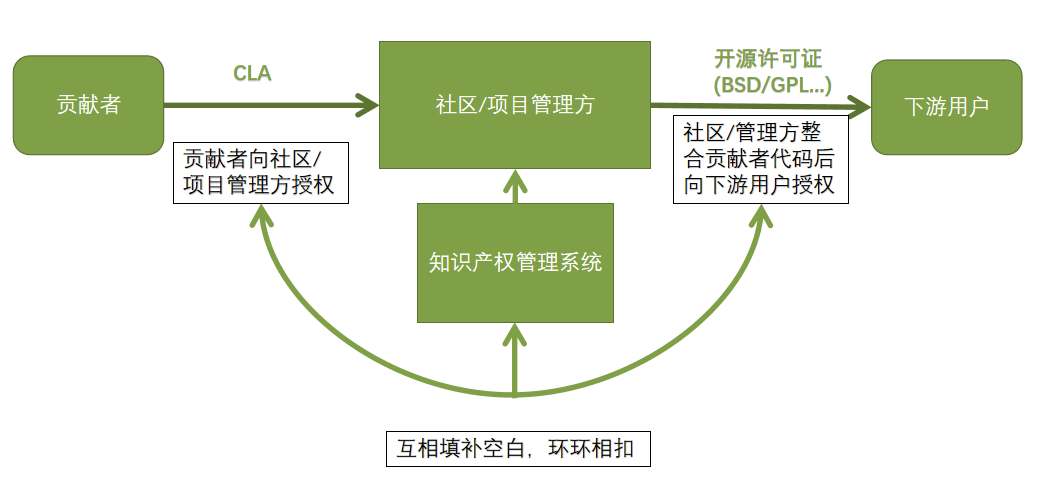 贡献者
CLA
社区/项目管理方
开源许可证
(BSD/GPL...)
下游用户
贡献者向社区/
项目管理方授权
社区/管理方整
合贡献者代码后
向下游用户授权
知识产权管理系统
互相填补空白，环环相扣